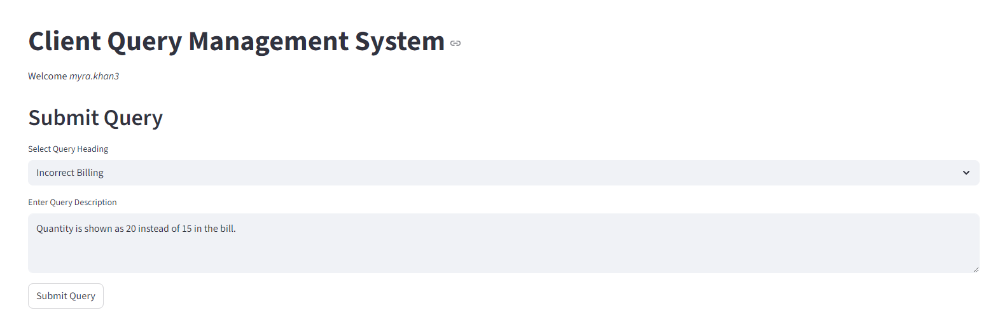 Client Query Management System
Welcome myra.khan3
Submit Query
Select Query Heading
Incorrect Billing
Enter Query Description
Quantity is shown as 20 instead of 15 in the bill.
Submit Query